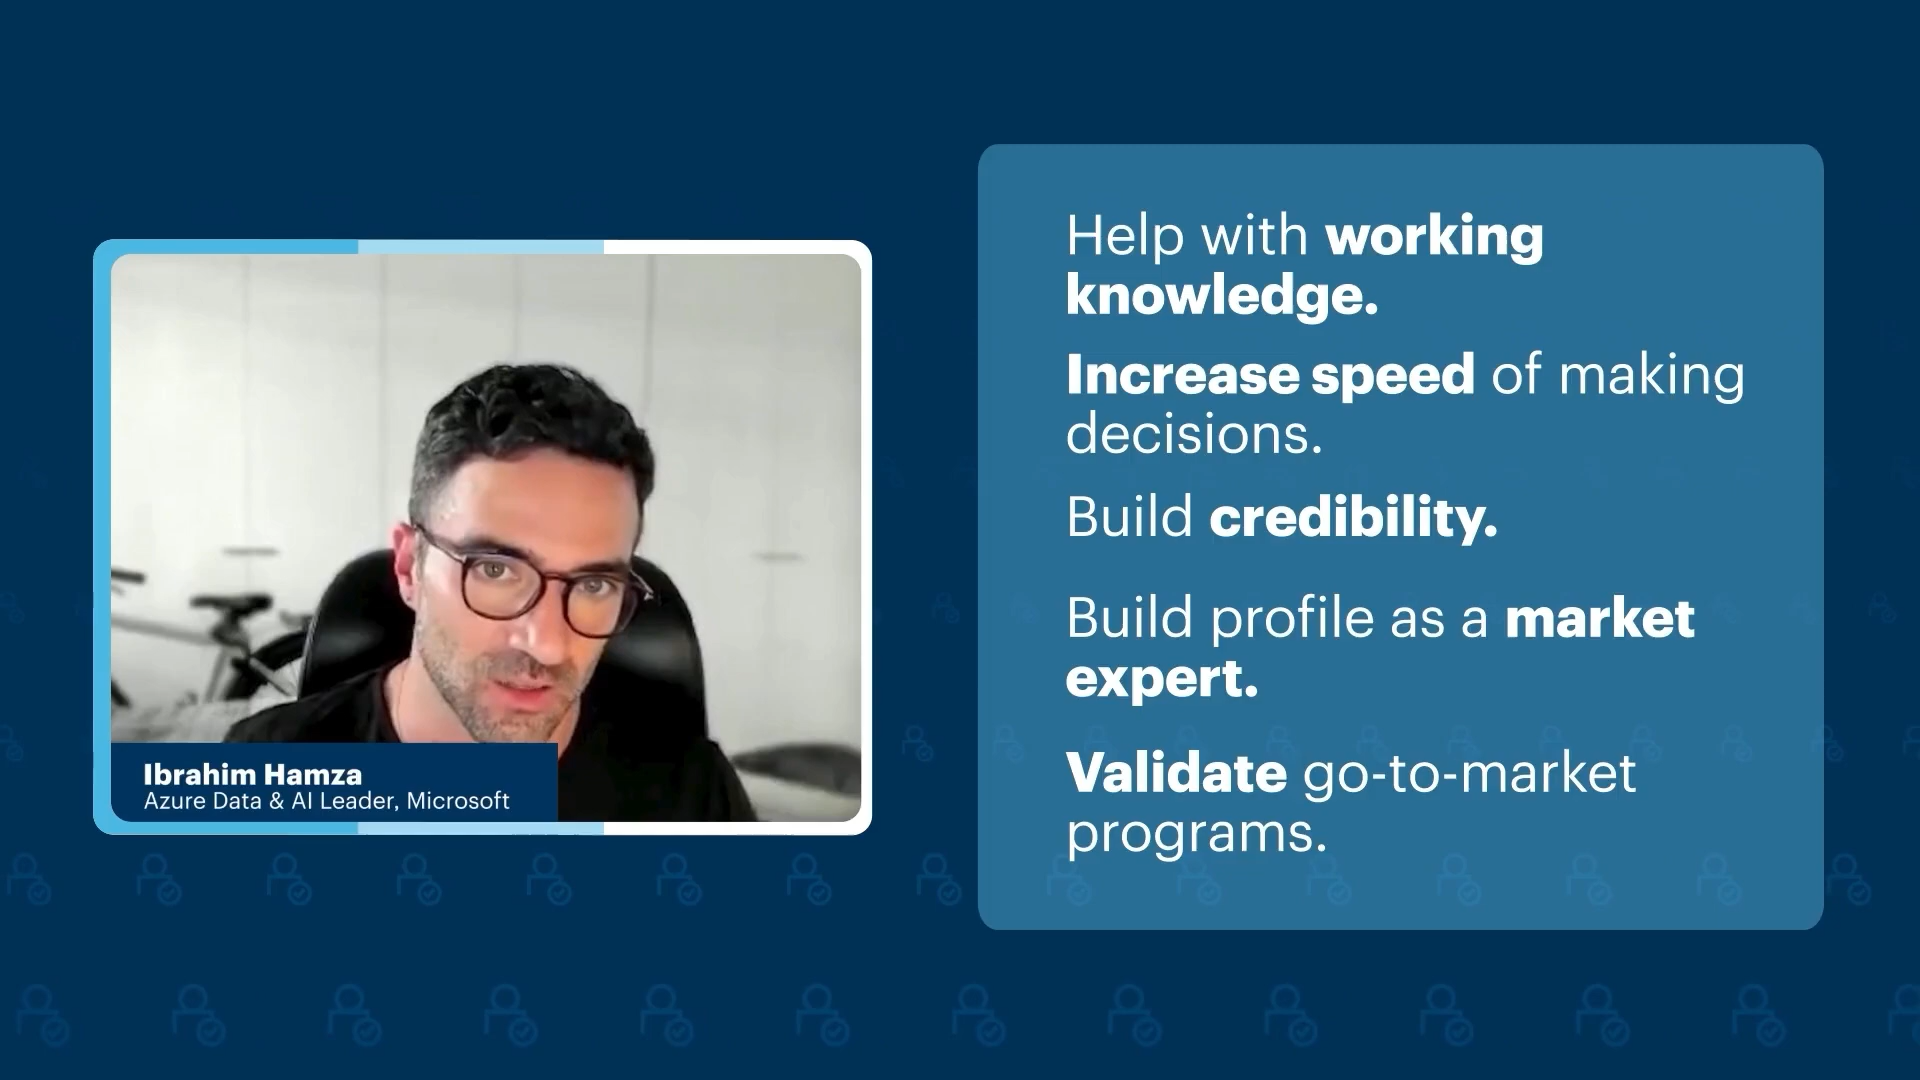 Ibrahim Hamza
Azure Data & AI Leader, Microsoft
Help with working
knowledge.
Increase speed of making
decisions.
Build credibility.
Build profile as a market
expert.
Validate go-to-market
programs.